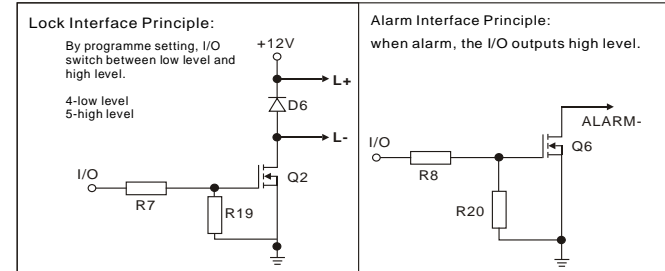 Lock Interface Principle:
By programme setting, I/O
switch between low level and
high level.
4-low level
5-high level
+12V
L+
D6
L-
I/O
Q2
R7
R19
Alarm Interface Principle:
when alarm, the I/O outputs high level.
ALARM-
I/O
Q6
R8
R20